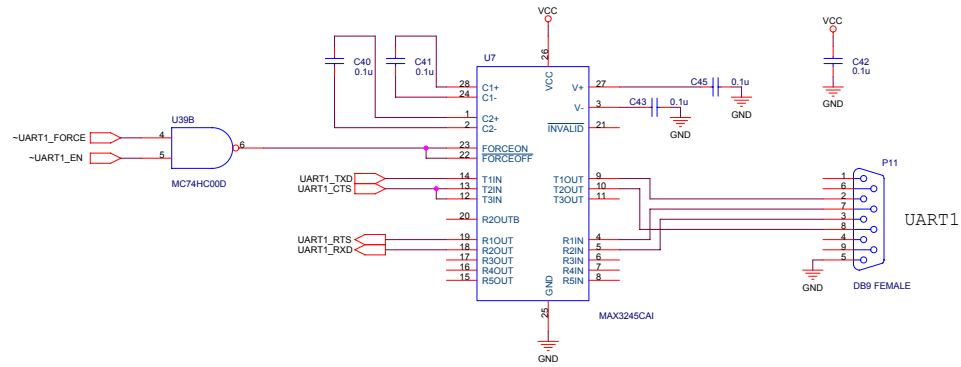 VCC
VCC
U7
C40
0.1u
C41
0.1u
26
VCC
C42
0.1u
28
C1+
V+
27
C45
0.1u
24
C1-
GND
1
C2+
V-
3
C43
0.1u
GND
2
C2-
INVALID
21
GND
U39B
~UART1_FORCE
4
6
23
FORCEON
~UART1_EN
5
22
FORCEOFF
P11
MC74HC00D
UART1_TXD
14
T1IN
T1OUT
9
1
UART1_CTS
13
T2IN
T2OUT
10
6
12
T3IN
T3OUT
11
2
7
20
R2OUTB
3
UART1
8
UART1_RTS
19
R1OUT
R1IN
4
4
UART1_RXD
18
R2OUT
R2IN
5
9
17
R3OUT
R3IN
6
5
16
R4OUT
R4IN
7
15
R5OUT
R5IN
8
GND
GND
DB9 FEMALE
25
MAX3245CAI
GND